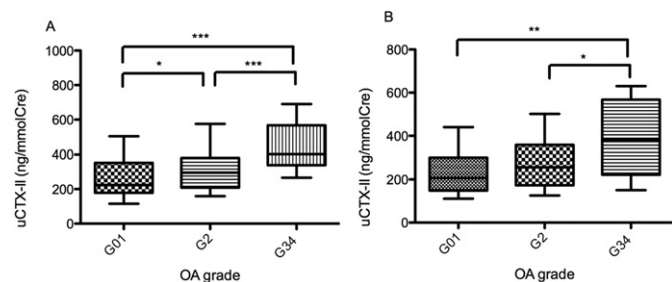 A
uCTX-II (ng/mmolCre)
1000
800
600
400
200
0
***
*
***
G01
G2
G34
OA grade
B
uCTX-II (ng/mmolCre)
800
600
400
200
0
**
*
G01
G2
G34
OA grade